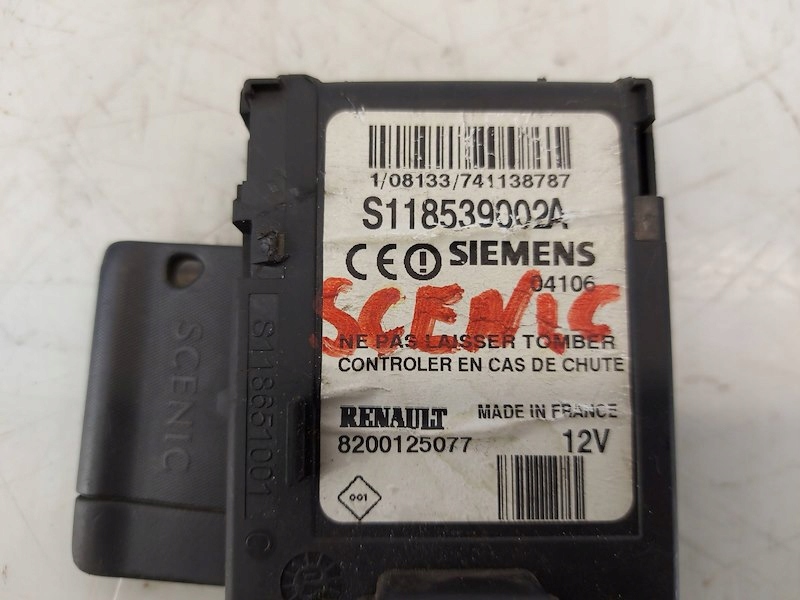 1/08133/741138787
S118539002A
CE SIEMENS
04106
SCENIC
NE PAS LAISSER TOMBER
CONTROLER EN CAS DE CHUTE
RENAULT MADE IN FRANCE
8200125077 12V
001
SCENIC
S118651001 C